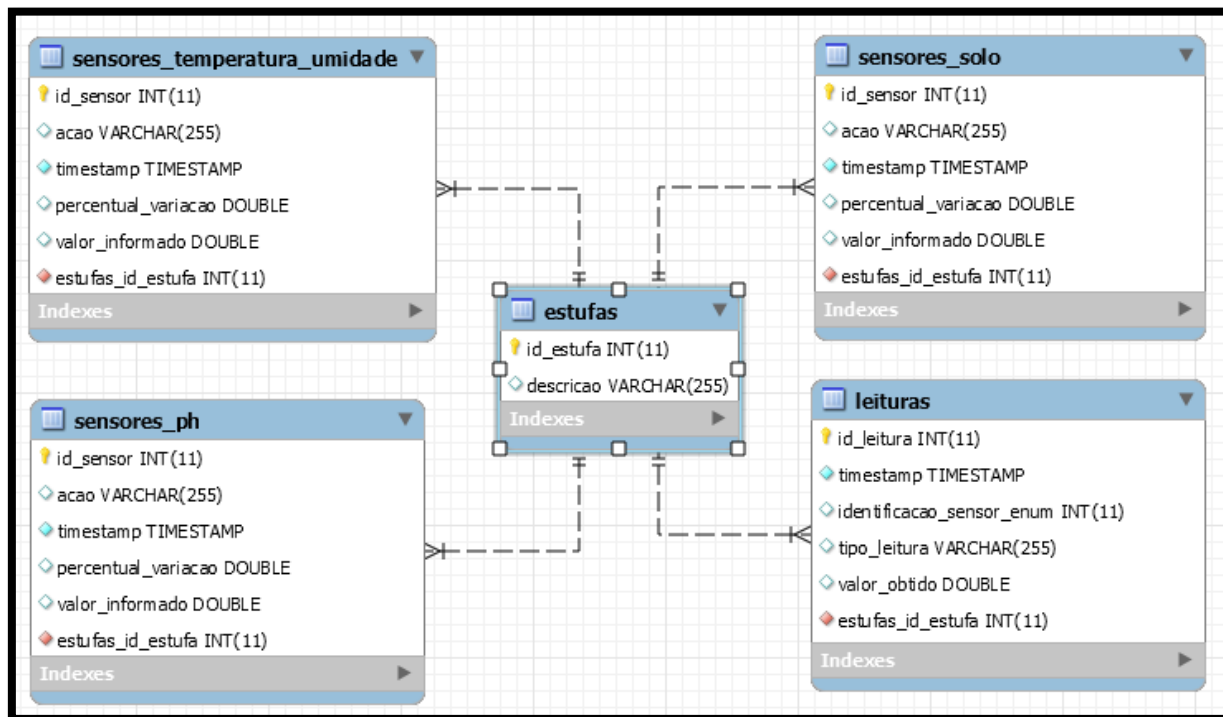 sensores_temperatura_umidade
id_sensor INT(11)
acao VARCHAR(255)
timestamp TIMESTAMP
percentual_variacao DOUBLE
valor_informado DOUBLE
estufas_id_estufa INT(11)
Indexes
sensores_solo
id_sensor INT(11)
acao VARCHAR(255)
timestamp TIMESTAMP
percentual_variacao DOUBLE
valor_informado DOUBLE
estufas_id_estufa INT(11)
Indexes
estufas
id_estufa INT(11)
descricao VARCHAR(255)
Indexes
sensores_ph
id_sensor INT(11)
acao VARCHAR(255)
timestamp TIMESTAMP
percentual_variacao DOUBLE
valor_informado DOUBLE
estufas_id_estufa INT(11)
Indexes
leituras
id_leitura INT(11)
timestamp TIMESTAMP
identificacao_sensor_enum INT(11)
tipo_leitura VARCHAR(255)
valor_obtido DOUBLE
estufas_id_estufa INT(11)
Indexes